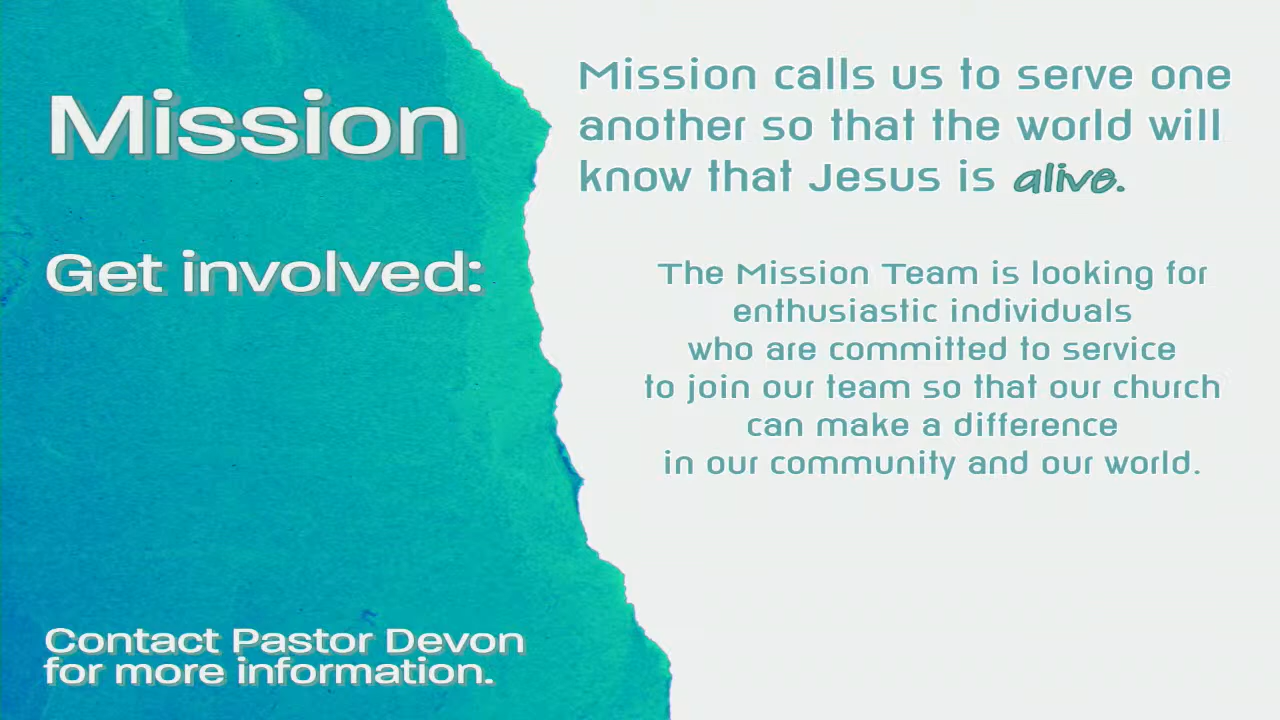 Mission
Get involved:
Contact Pastor Devon
for more information.
Mission calls us to serve one
another so that the world will
know that Jesus is alive.
The Mission Team is looking for
enthusiastic individuals
who are committed to service
to join our team so that our church
can make a difference
in our community and our world.